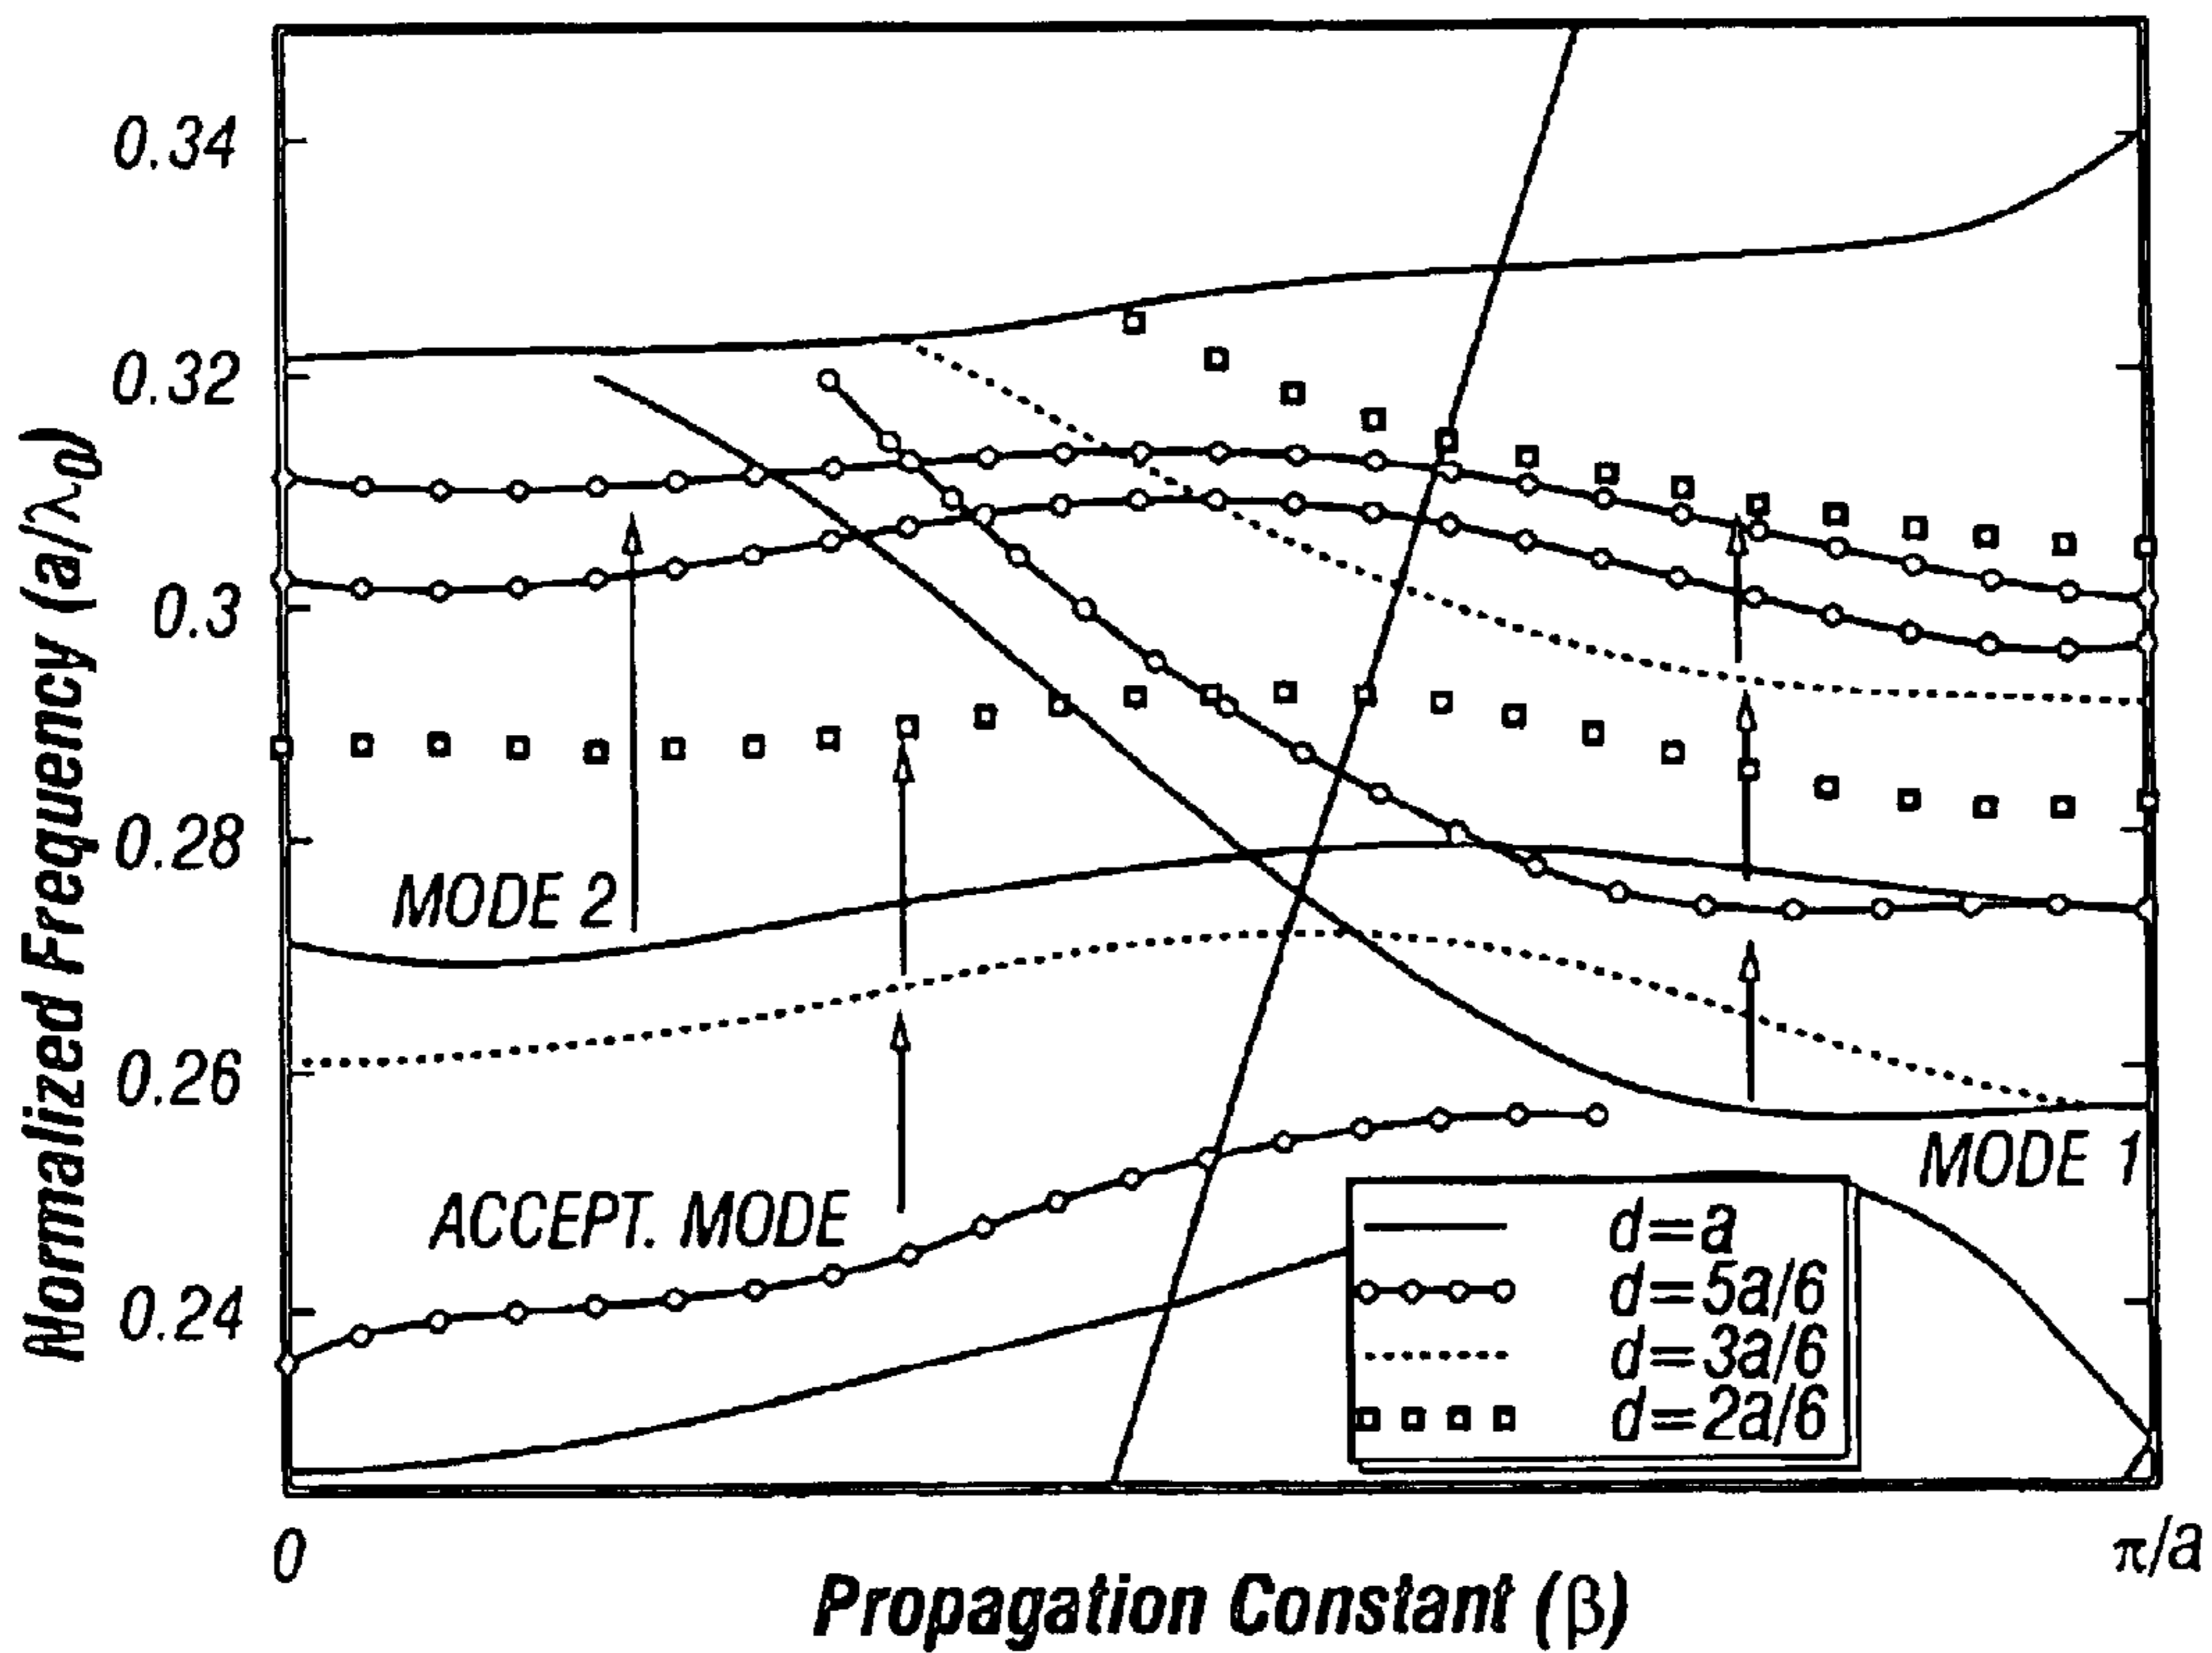 Normalized Frequency (a/λ0)
0.34
0.32
0.3
0.28
0.26
0.24
MODE 2
ACCEPT. MODE
MODE 1
d=a
d=5a/6
d=3a/6
d=2a/6
0
π/a
Propagation Constant (β)